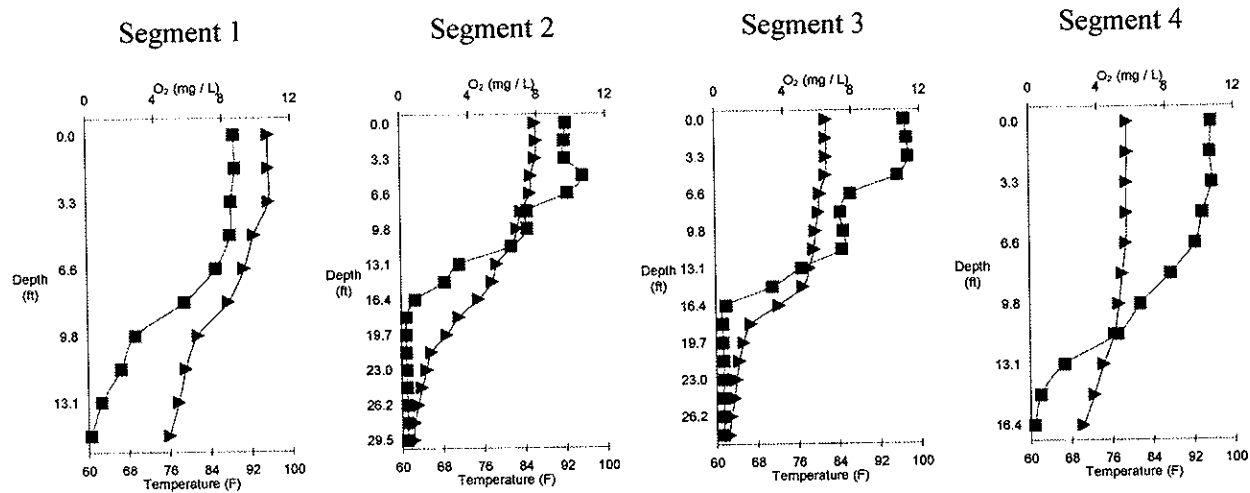 Segment 1
O₂ (mg / L)
0 4 8 12
0.0
3.3
6.6
9.8
13.1
Depth
(ft)
60 68 76 84 92 100
Temperature (F)
Segment 2
O₂ (mg / L)
0 4 8 12
0.0
3.3
6.6
9.8
13.1
16.4
19.7
23.0
26.2
29.5
Depth
(ft)
60 68 76 84 92 100
Temperature (F)
Segment 3
O₂ (mg / L)
0 4 8 12
0.0
3.3
6.6
9.8
13.1
16.4
19.7
23.0
26.2
Depth
(ft)
60 68 76 84 92 100
Temperature (F)
Segment 4
O₂ (mg / L)
0 4 8 12
0.0
3.3
6.6
9.8
13.1
16.4
Depth
(ft)
60 68 76 84 92 100
Temperature (F)